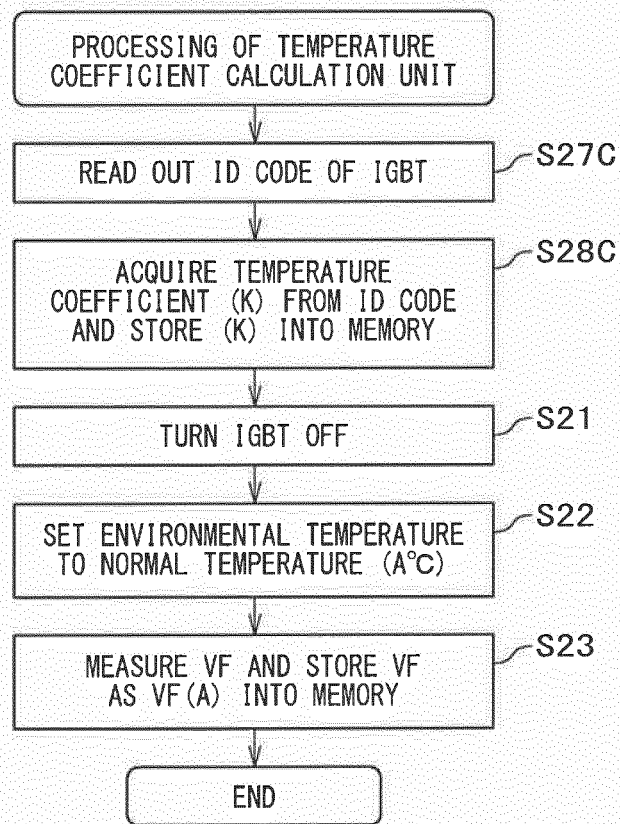 PROCESSING OF TEMPERATURE
COEFFICIENT CALCULATION UNIT
READ OUT ID CODE OF IGBT
S27C
ACQUIRE TEMPERATURE
COEFFICIENT (K) FROM ID CODE
AND STORE (K) INTO MEMORY
S28C
TURN IGBT OFF
S21
SET ENVIRONMENTAL TEMPERATURE
TO NORMAL TEMPERATURE (A°C)
S22
MEASURE VF AND STORE VF
AS VF(A) INTO MEMORY
S23
END